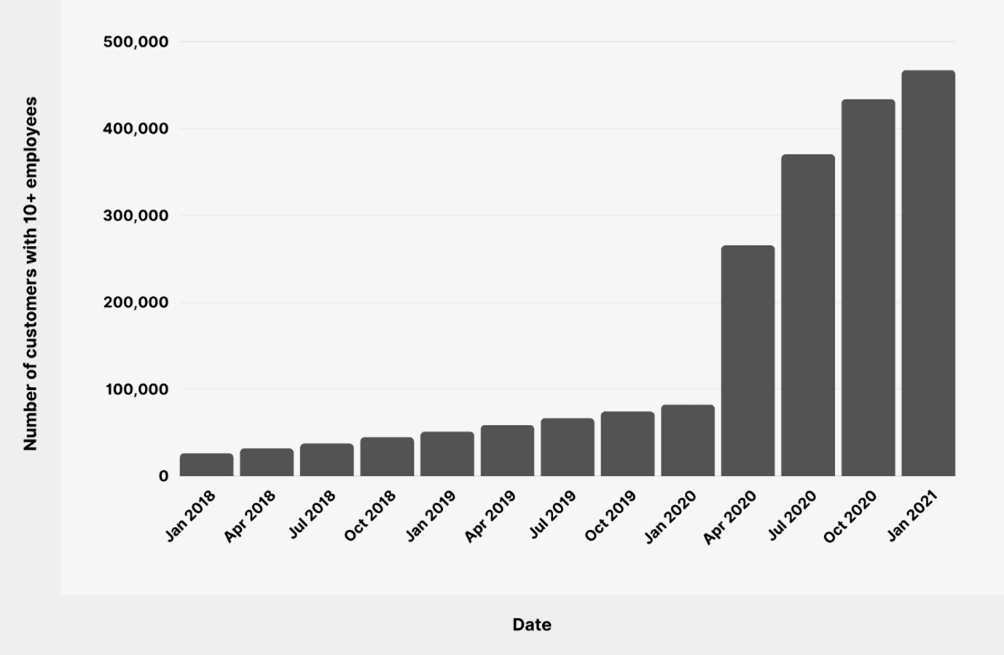 Number of customers with 10+ employees
500,000
400,000
300,000
200,000
100,000
0
Jan 2018
Apr 2018
Jul 2018
Oct 2018
Jan 2019
Apr 2019
Jul 2019
Oct 2019
Jan 2020
Apr 2020
Jul 2020
Oct 2020
Jan 2021
Date